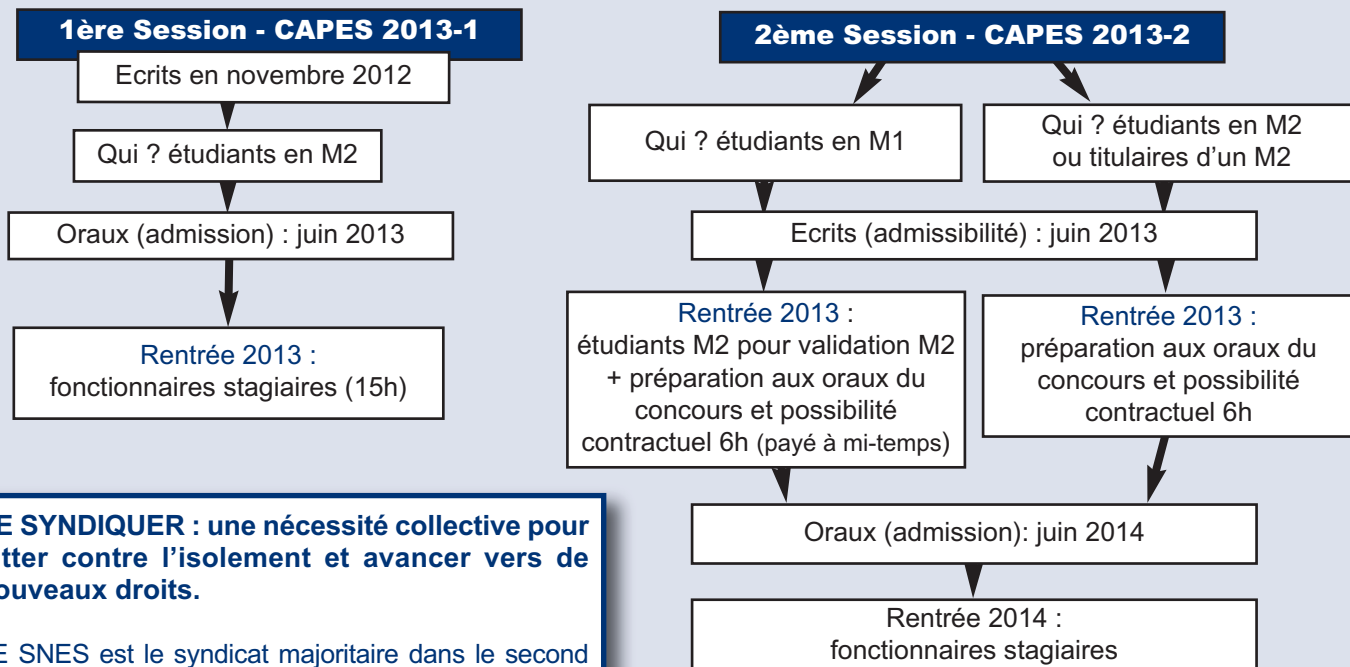 1ère Session - CAPES 2013-1
Ecrits en novembre 2012
Qui ? étudiants en M2
Oraux (admission) : juin 2013
Rentrée 2013 :
fonctionnaires stagiaires (15h)
2ème Session - CAPES 2013-2
Qui ? étudiants en M1
Qui ? étudiants en M2
ou titulaires d'un M2
Ecrits (admissibilité) : juin 2013
Rentrée 2013 :
étudiants M2 pour validation M2
+ préparation aux oraux du
concours et possibilité
contractuel 6h (payé à mi-temps)
Rentrée 2013 :
préparation aux oraux du
concours et possibilité
contractuel 6h
Oraux (admission): juin 2014
Rentrée 2014 :
fonctionnaires stagiaires
E SYNDIQUER : une nécessité collective pour
tter contre l'isolement et avancer vers de
ouveaux droits.
E SNES est le syndicat majoritaire dans le second